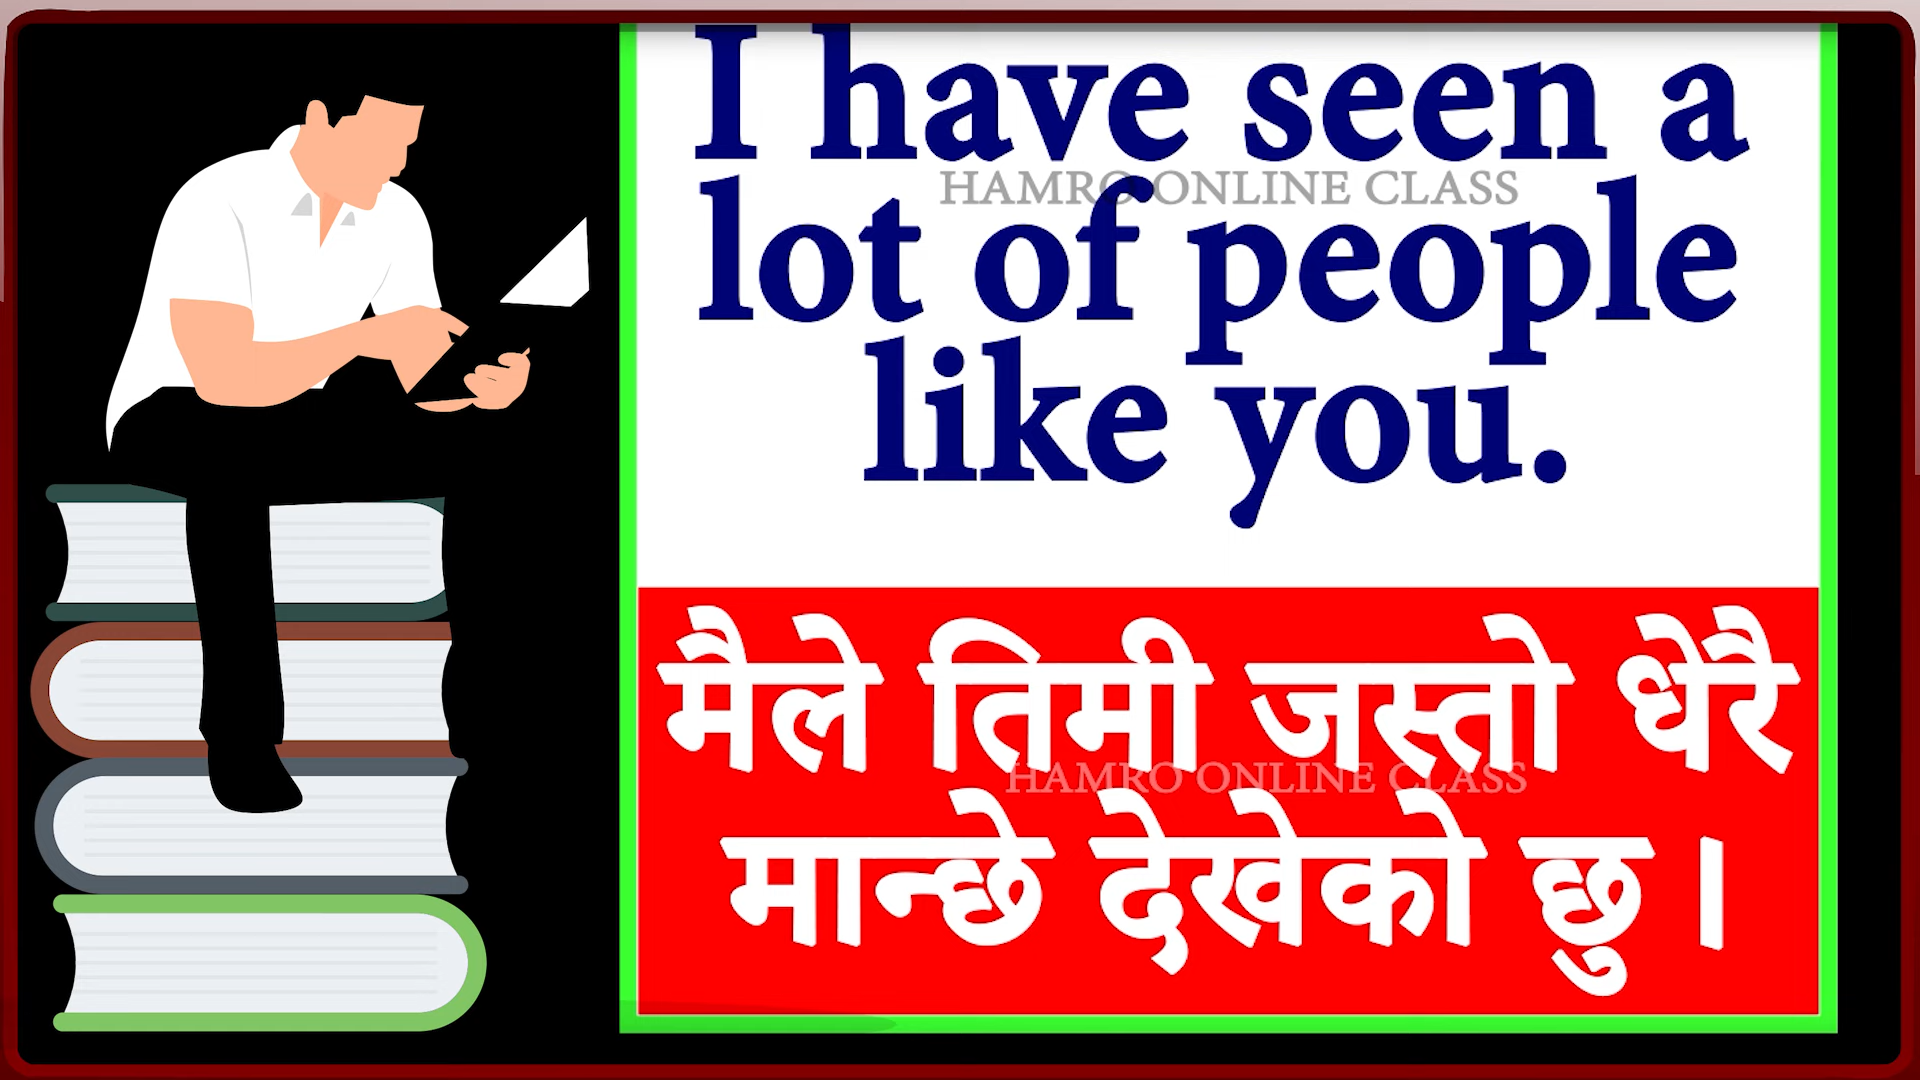 I have seen a
HAMRO ONLINE CLASS
lot of people
like you.
मैले तिमी जस्तो धेरै
HAMRO ONLINE CLASS
मान्छे देखेको छु ।